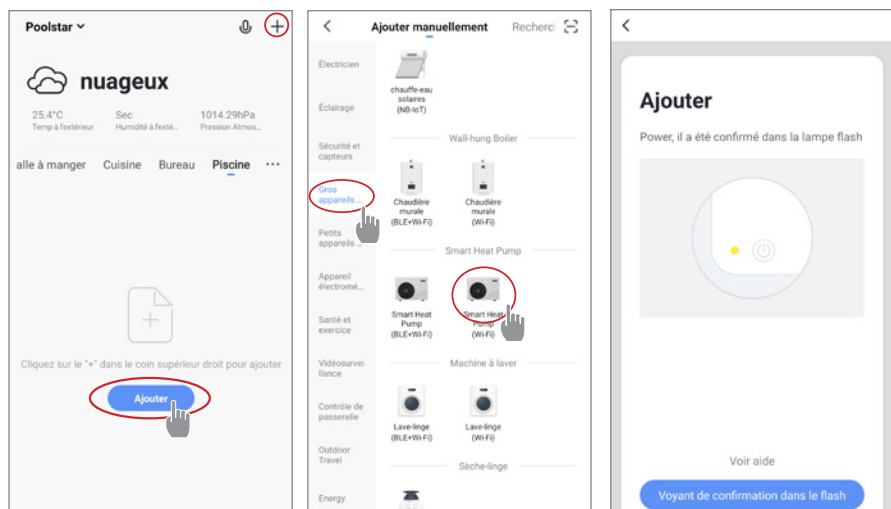 Poolstar
nuageux
25.4°C Sec 1014.29hPa
Temp à l'extérieur Humidité à l'exté... Pression Atmos...
alle à manger Cuisine Bureau Piscine ...
Cliquez sur le "+" dans le coin supérieur droit pour ajouter
Ajouter
Ajouter manuellement Recherc
Électricien
Éclairage
Sécurité et
capteurs
Gros
appareils ...
Petits
appareils ...
Appareil
électromé...
Santé et
exercice
Vidéosurvei
llance
Contrôle de
passerelle
Outdoor
Travel
Energy
chauffe-eau
solaires
(NB-IoT)
Wall-hung Boiler
Chaudière
murale
(BLE+Wi-Fi)
Chaudière
murale
(Wi-Fi)
Smart Heat Pump
Smart Heat
Pump
(BLE+Wi-Fi)
Smart Heat
Pump
(Wi-Fi)
Machine à laver
Lave-linge
(BLE+Wi-Fi)
Lave-linge
(Wi-Fi)
Sèche-linge
Ajouter
Power, il a été confirmé dans la lampe flash
Voir aide
Voyant de confirmation dans le flash